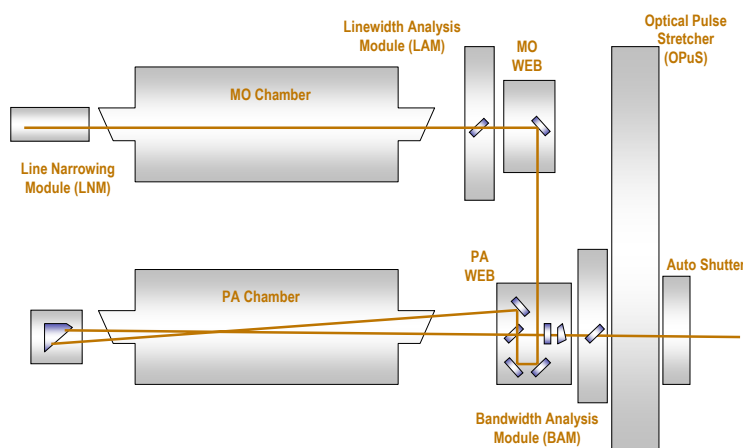 Linewidth Analysis
Module (LAM)
MO
WEB
Optical Pulse
Stretcher
(OPuS)
MO Chamber
Line Narrowing
Module (LNM)
PA
WEB
Auto Shutter
PA Chamber
Bandwidth Analysis
Module (BAM)